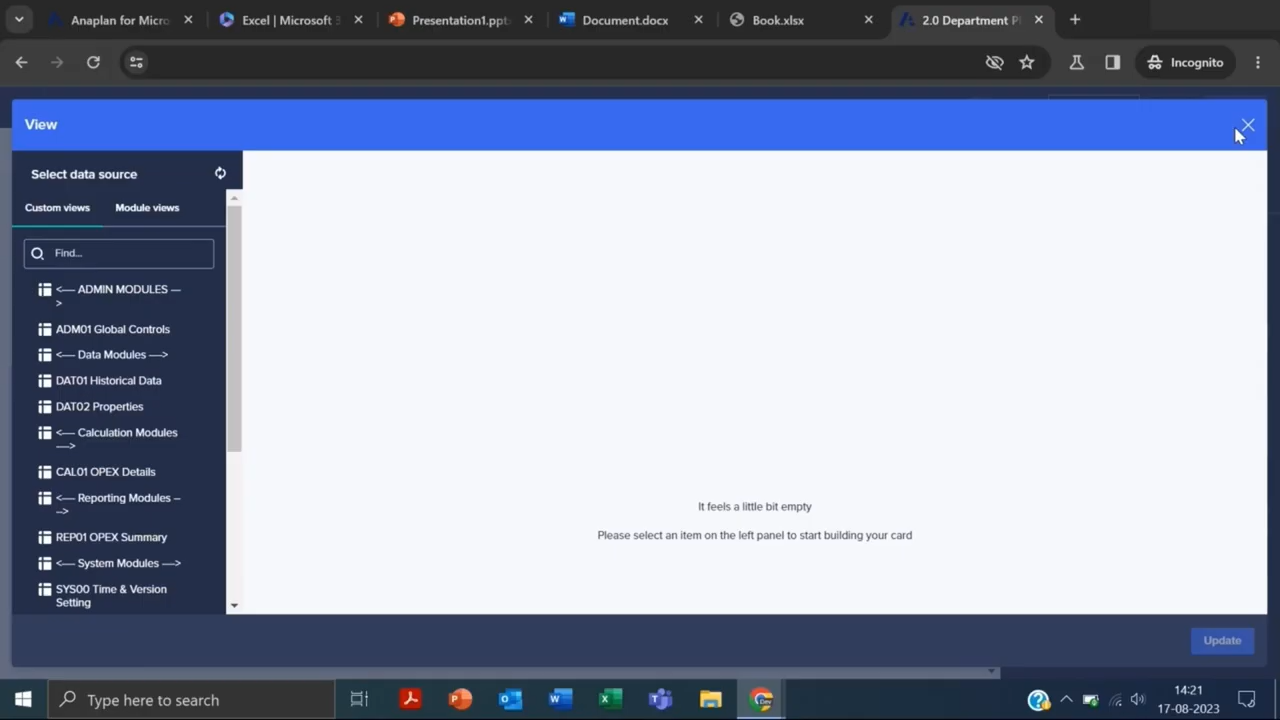 Anaplan for Micro
Excel | Microsoft 3
Presentation1.ppt
Document.docx
Book.xlsx
2.0 Department P
Incognito
View
Select data source
Custom views
Module views
Find...
<— ADMIN MODULES —
>
ADM01 Global Controls
<— Data Modules —>
DAT01 Historical Data
DAT02 Properties
<— Calculation Modules
—>
CAL01 OPEX Details
<— Reporting Modules –
–>
REP01 OPEX Summary
<— System Modules —>
SYS00 Time & Version
Setting
It feels a little bit empty
Please select an item on the left panel to start building your card
Update
Type here to search
Dev
14:21
17-08-2023